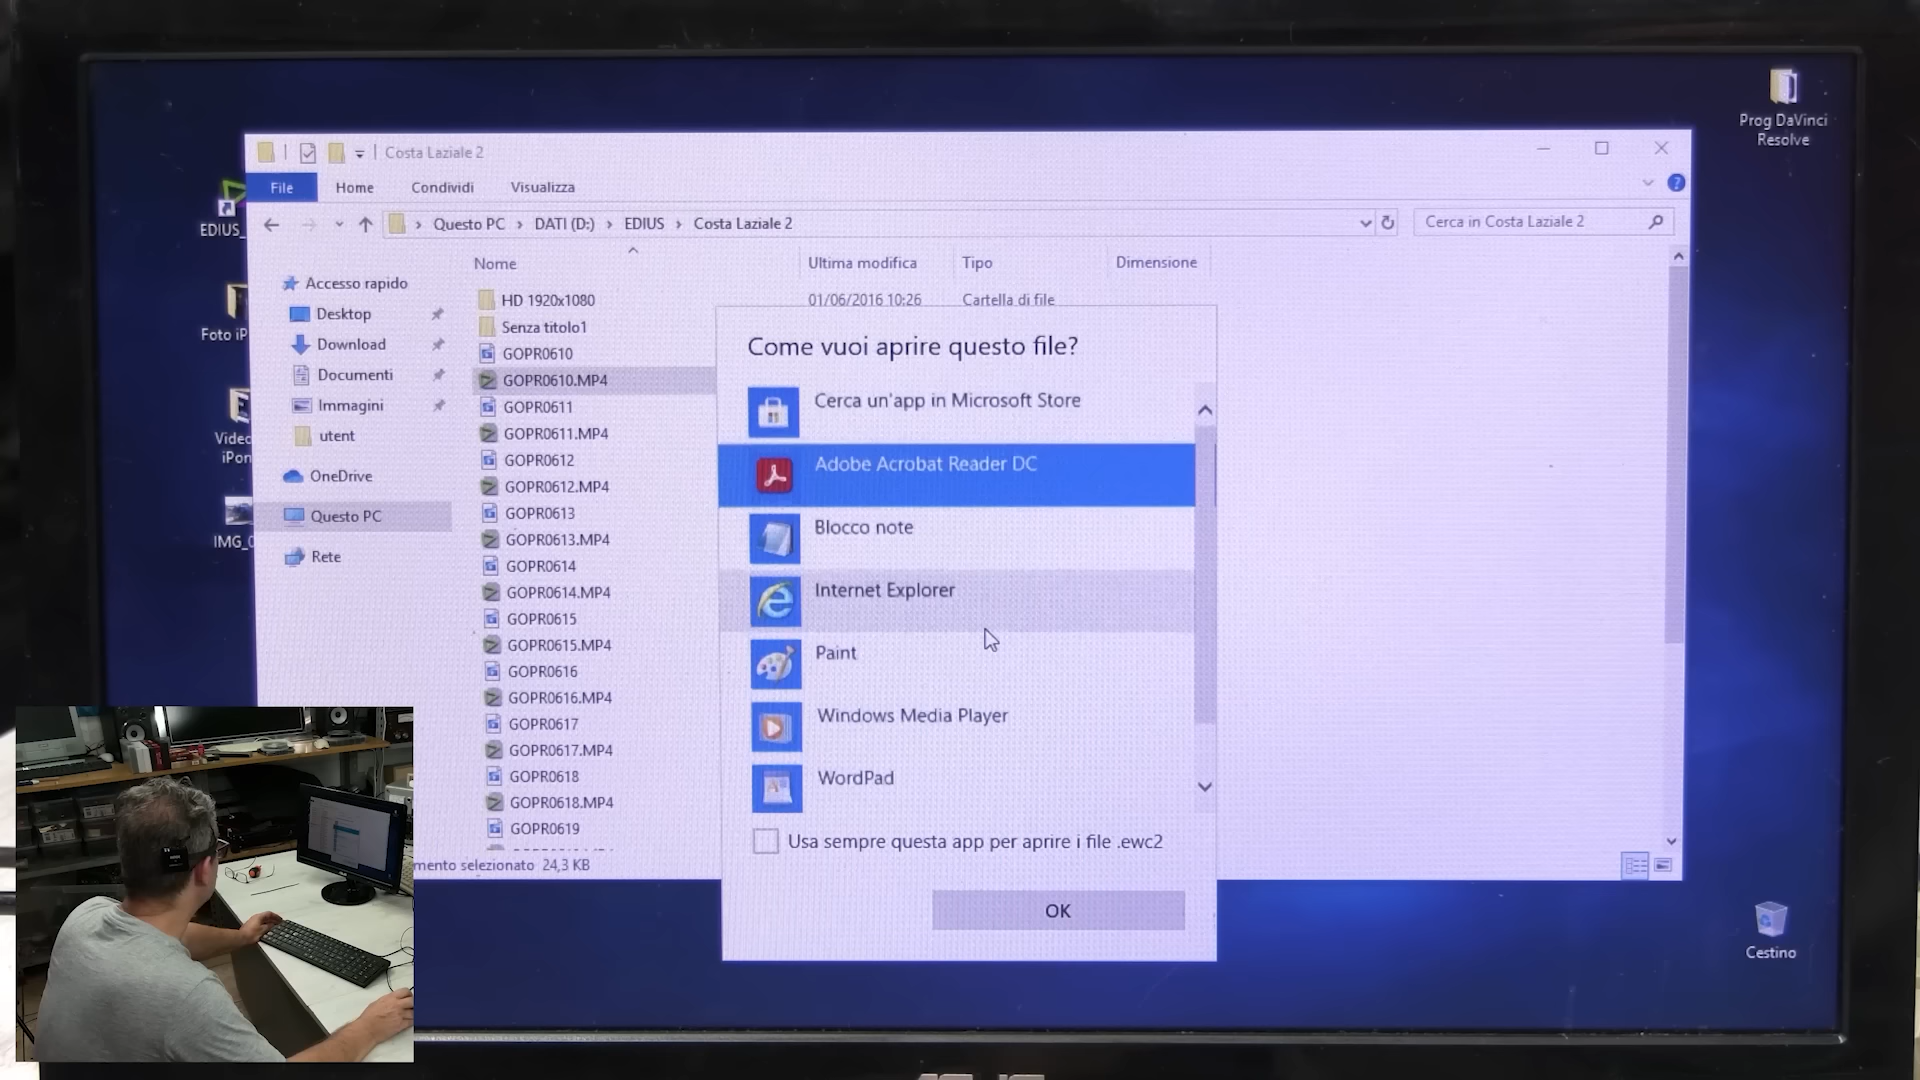 Prog DaVinci
Resolve
Costa Laziale 2
File Home Condividi Visualizza
Questo PC > DATI (D:) > EDIUS > Costa Laziale 2
Cerca in Costa Laziale 2
Nome Ultima modifica Tipo Dimensione
EDIUS_
Foto iP
Video
iPon
IMG_0
Accesso rapido
Desktop
Download
Documenti
Immagini
utent
OneDrive
Questo PC
Rete
HD 1920x1080 01/06/2016 10:26 Cartella di file
Senza titolo1
GOPR0610
GOPR0610.MP4
GOPR0611
GOPR0611.MP4
GOPR0612
GOPR0612.MP4
GOPR0613
GOPR0613.MP4
GOPR0614
GOPR0614.MP4
GOPR0615
GOPR0615.MP4
GOPR0616
GOPR0616.MP4
GOPR0617
GOPR0617.MP4
GOPR0618
GOPR0618.MP4
GOPR0619
mento selezionato 24,3 KB
Come vuoi aprire questo file?
Cerca un'app in Microsoft Store
Adobe Acrobat Reader DC
Blocco note
Internet Explorer
Paint
Windows Media Player
WordPad
Usa sempre questa app per aprire i file .ewc2
OK
Cestino